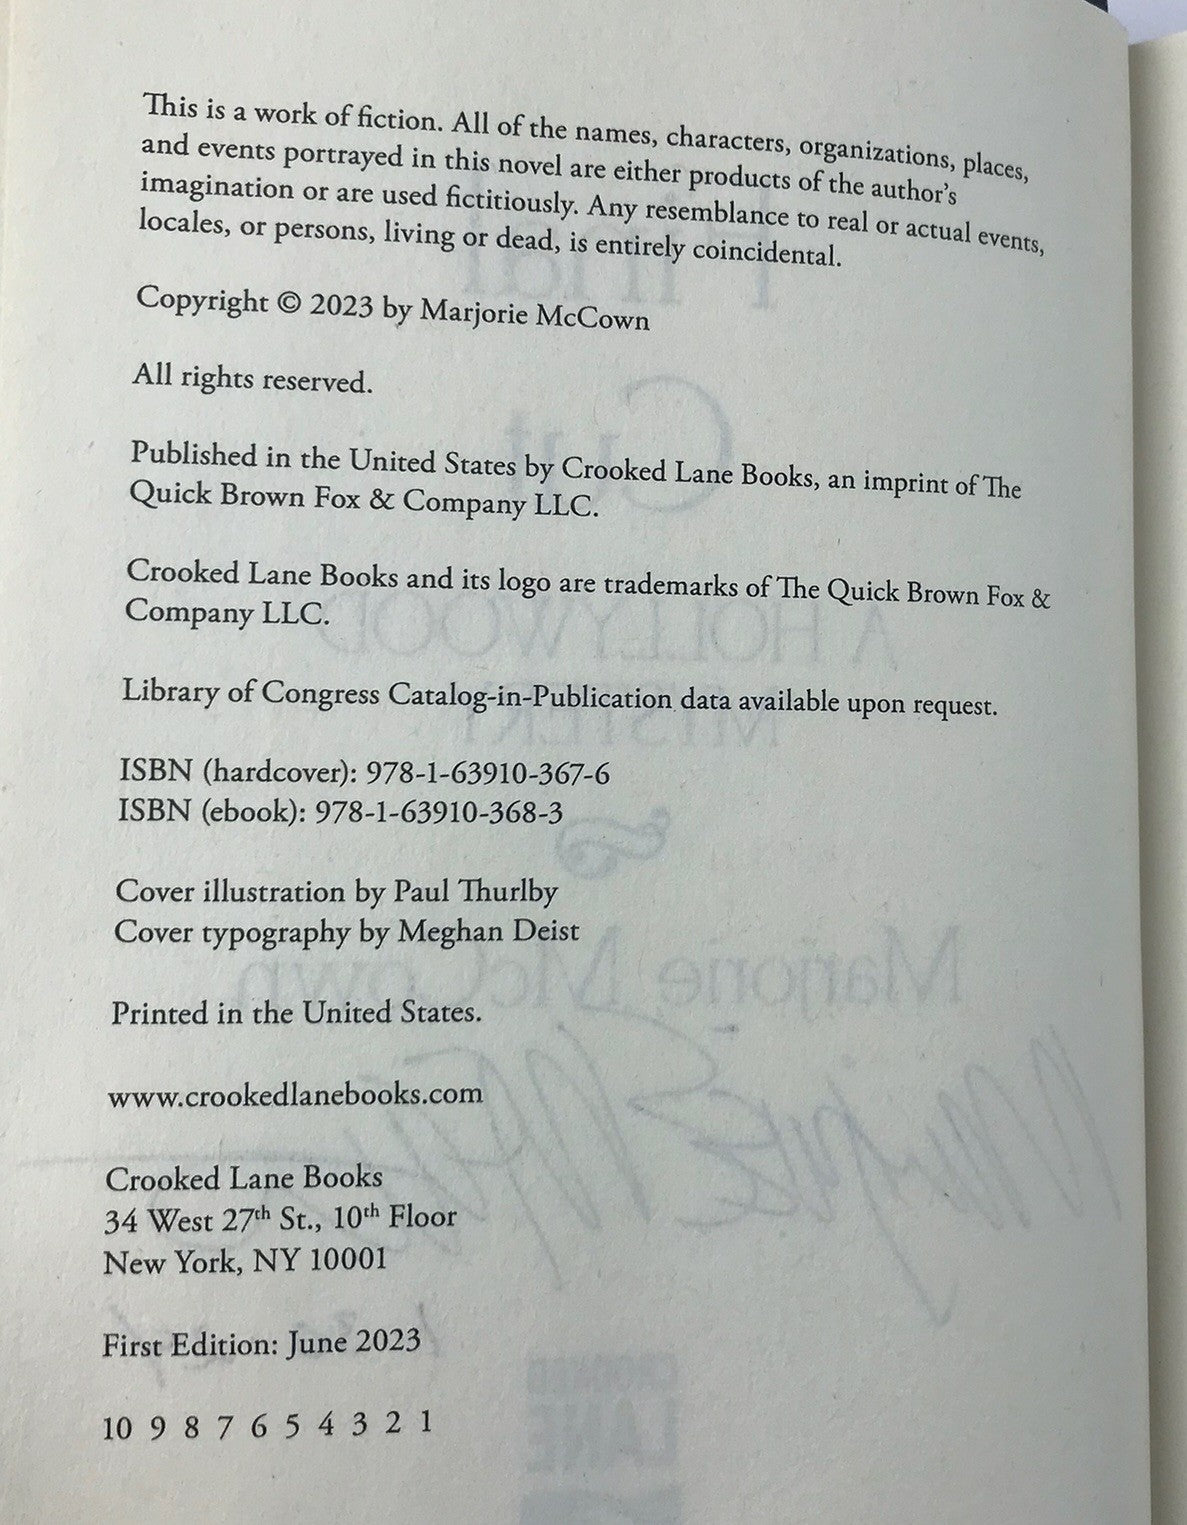 This is a work of fiction. All of the names, characters, organizations, places,
and events portrayed in this novel are either products of the author's
imagination or are used fictitiously. Any resemblance to real or actual events,
locales, or persons, living or dead, is entirely coincidental.
Copyright © 2023 by Marjorie McCown
All rights reserved.
Published in the United States by Crooked Lane Books, an imprint of The
Quick Brown Fox & Company LLC.
Crooked Lane Books and its logo are trademarks of The Quick Brown Fox &
Company LLC.
Library of Congress Catalog-in-Publication data available upon request.
ISBN (hardcover): 978-1-63910-367-6
ISBN (ebook): 978-1-63910-368-3
Cover illustration by Paul Thurlby
Cover typography by Meghan Deist
Printed in the United States.
www.crookedlanebooks.com
Crooked Lane Books
34 West 27th St., 10th Floor
New York, NY 10001
First Edition: June 2023
10 9 8 7 6 5 4 3 2 1